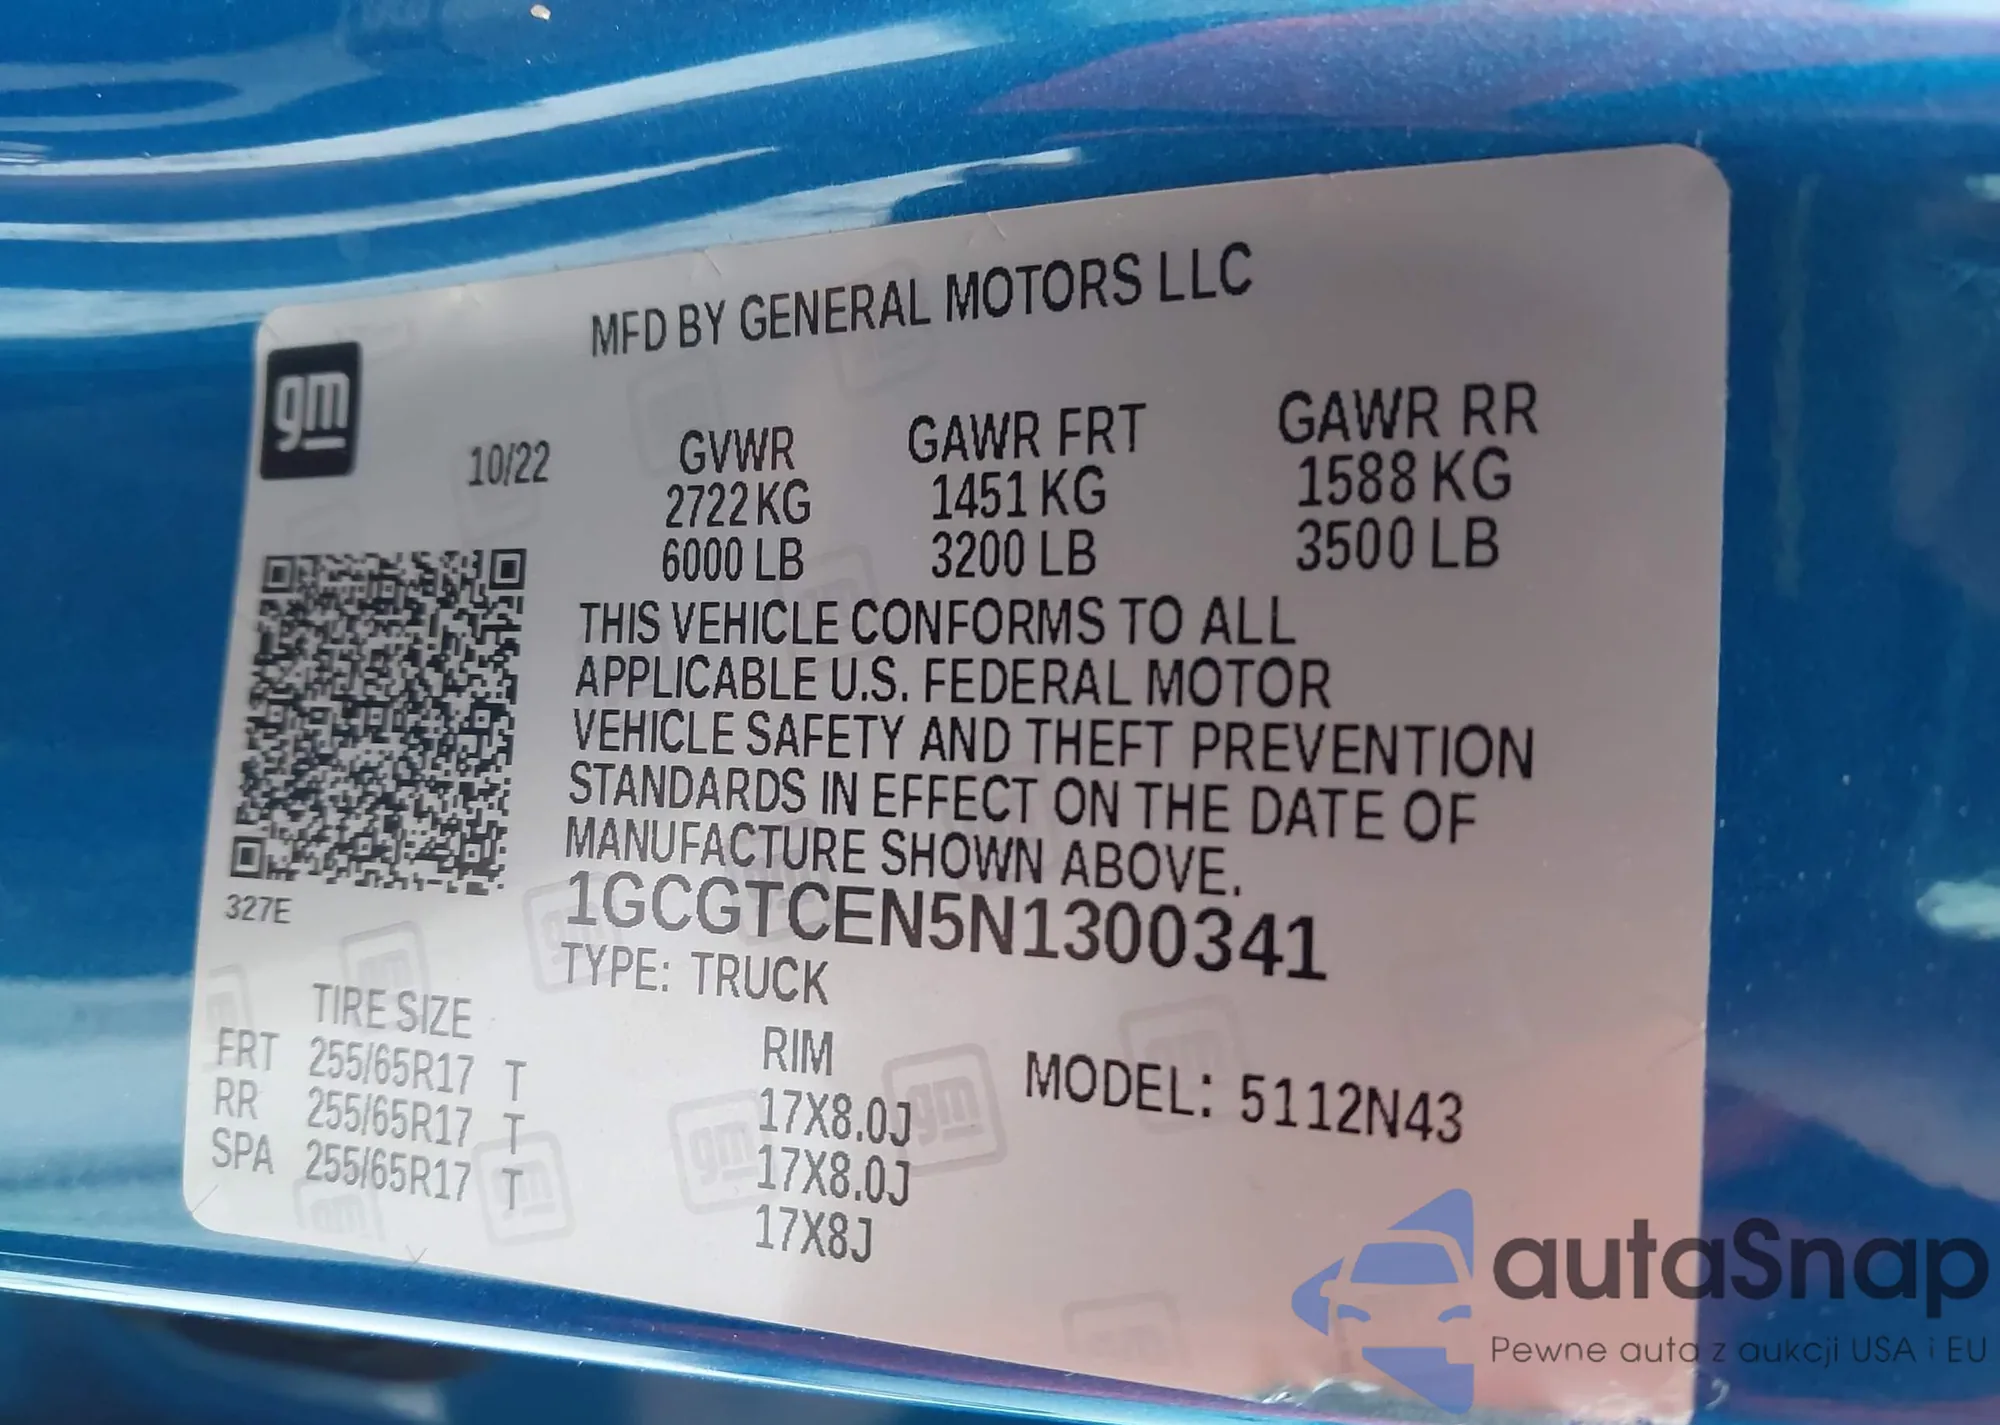 MFD BY GENERAL MOTORS LLC
gm
10/22
GVWR GAWR FRT GAWR RR
2722 KG 1451 KG 1588 KG
6000 LB 3200 LB 3500 LB
THIS VEHICLE CONFORMS TO ALL
APPLICABLE U.S. FEDERAL MOTOR
VEHICLE SAFETY AND THEFT PREVENTION
STANDARDS IN EFFECT ON THE DATE OF
MANUFACTURE SHOWN ABOVE.
327E
1GCGTCEN5N1300341
TYPE: TRUCK
TIRE SIZE RIM
FRT 255/65R17 T 17X8.0J
RR 255/65R17 T 17X8.0J
SPA 255/65R17 T 17X8J
MODEL: 5112N43
autaSnap
Pewne auta z aukcji USA i EU